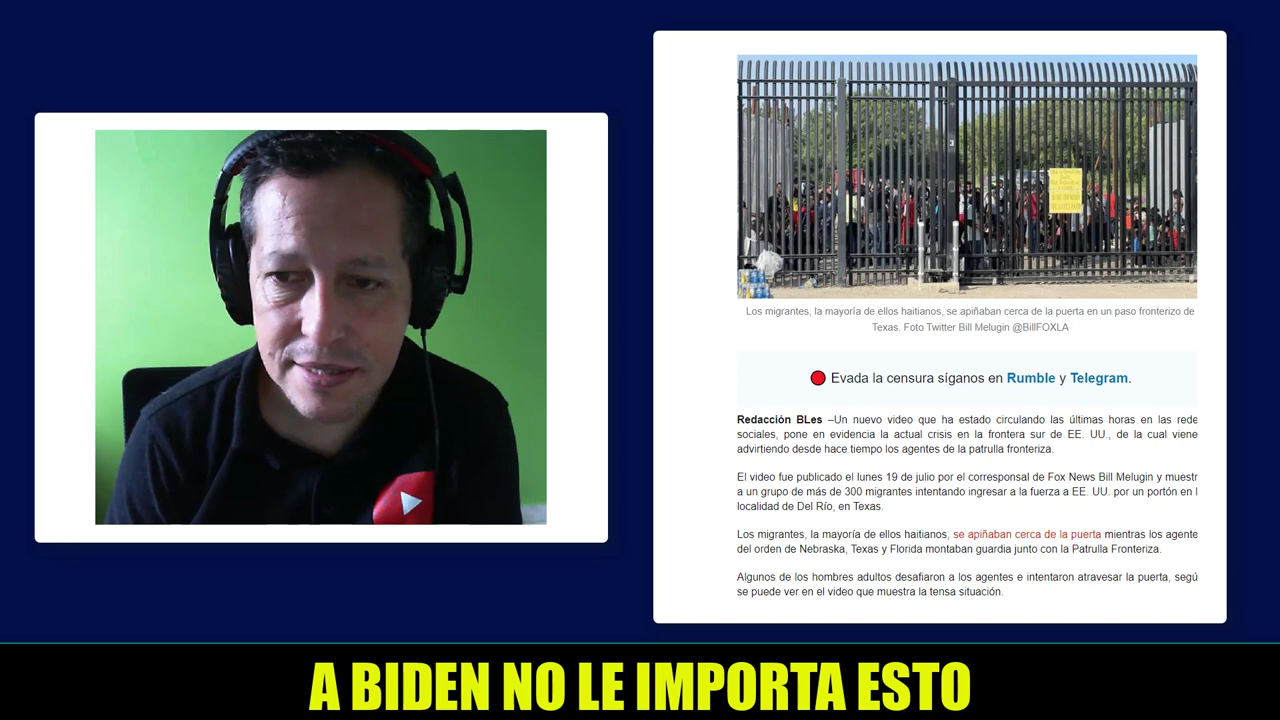 Los migrantes, la mayoría de ellos haitianos, se apiñaban cerca de la puerta en un paso fronterizo de
Texas. Foto Twitter Bill Melugin @BillFOXLA
Evada la censura síganos en Rumble y Telegram.
Redacción BLes –Un nuevo video que ha estado circulando las últimas horas en las rede
sociales, pone en evidencia la actual crisis en la frontera sur de EE. UU., de la cual viene
advirtiendo desde hace tiempo los agentes de la patrulla fronteriza.
El video fue publicado el lunes 19 de julio por el corresponsal de Fox News Bill Melugin y muestr
a un grupo de más de 300 migrantes intentando ingresar a la fuerza a EE. UU. por un portón en l
localidad de Del Río, en Texas.
Los migrantes, la mayoría de ellos haitianos, se apiñaban cerca de la puerta mientras los agente
del orden de Nebraska, Texas y Florida montaban guardia junto con la Patrulla Fronteriza.
Algunos de los hombres adultos desafiaron a los agentes e intentaron atravesar la puerta, segú
se puede ver en el video que muestra la tensa situación.
A BIDEN NO LE IMPORTA ESTO